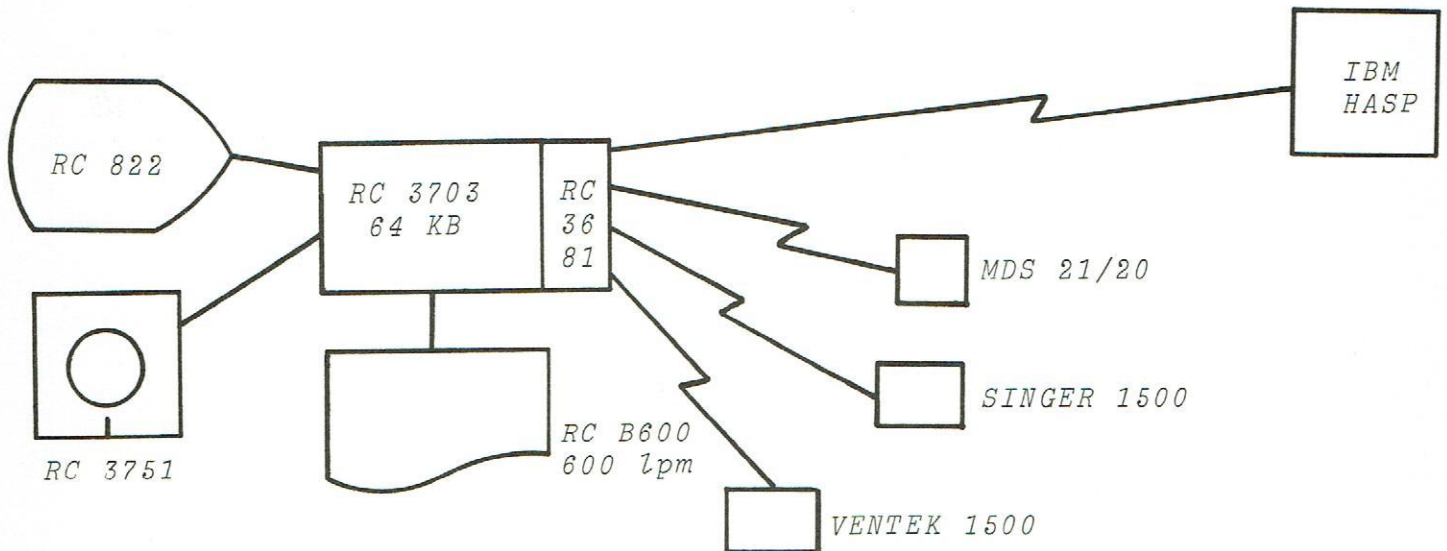 IBM
HASP
RC 822
RC 3703
64 KB
RC
36
81
MDS 21/20
SINGER 1500
RC B600
600 lpm
RC 3751
VENTEK 1500